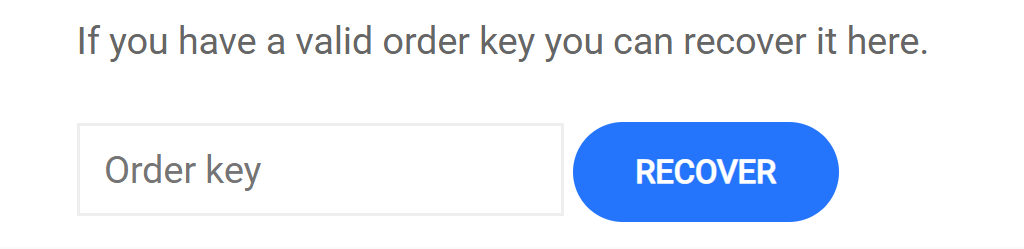 If you have a valid order key you can recover it here.
Order key
RECOVER